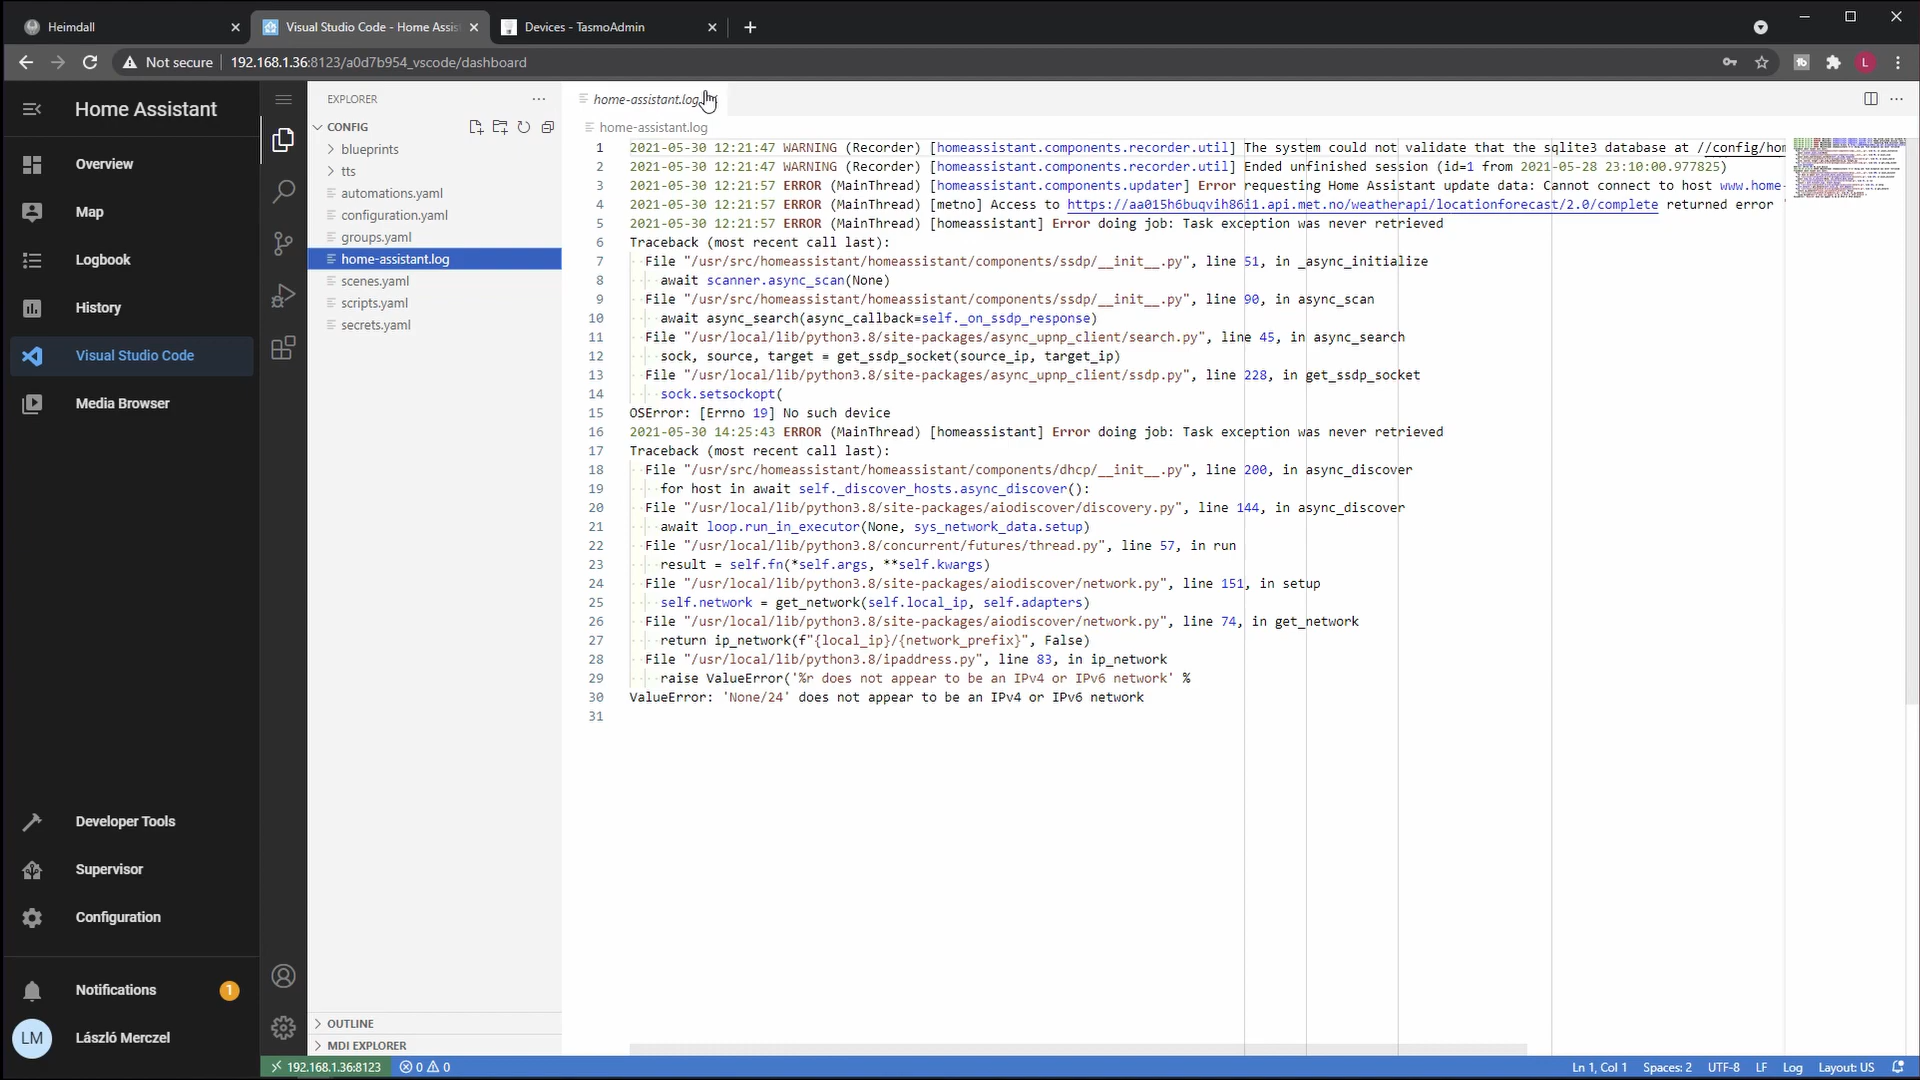 Heimdall
Visual Studio Code - Home Assis
Devices - TasmoAdmin
Not secure
192.168.1.36:8123/a0d7b954_vscode/dashboard
L
Home Assistant
Overview
Map
Logbook
History
Visual Studio Code
Media Browser
Developer Tools
Supervisor
Configuration
Notifications
1
LM
László Merczel
EXPLORER
CONFIG
blueprints
tts
automations.yaml
configuration.yaml
groups.yaml
home-assistant.log
scenes.yaml
scripts.yaml
secrets.yaml
OUTLINE
MDI EXPLORER
home-assistant.log
home-assistant.log
1 2021-05-30 12:21:47 WARNING (Recorder) [homeassistant.components.recorder.util] The system could not validate that the sqlite3 database at //config/hom
2 2021-05-30 12:21:47 WARNING (Recorder) [homeassistant.components.recorder.util] Ended unfinished session (id=1 from 2021-05-28 23:10:00.977825)
3 2021-05-30 12:21:57 ERROR (MainThread) [homeassistant.components.updater] Error requesting Home Assistant update data: Cannot connect to host www.home-
4 2021-05-30 12:21:57 ERROR (MainThread) [metno] Access to https://aa015h6buqvih86i1.api.met.no/weatherapi/locationforecast/2.0/complete returned error '
5 2021-05-30 12:21:57 ERROR (MainThread) [homeassistant] Error doing job: Task exception was never retrieved
6 Traceback (most recent call last):
7 File "/usr/src/homeassistant/homeassistant/components/ssdp/__init__.py", line 51, in _async_initialize
8 await scanner.async_scan(None)
9 File "/usr/src/homeassistant/homeassistant/components/ssdp/__init__.py", line 90, in async_scan
10 await async_search(async_callback=self._on_ssdp_response)
11 File "/usr/local/lib/python3.8/site-packages/async_upnp_client/search.py", line 45, in async_search
12 sock, source, target = get_ssdp_socket(source_ip, target_ip)
13 File "/usr/local/lib/python3.8/site-packages/async_upnp_client/ssdp.py", line 228, in get_ssdp_socket
14 sock.setsockopt(
15 OSError: [Errno 19] No such device
16 2021-05-30 14:25:43 ERROR (MainThread) [homeassistant] Error doing job: Task exception was never retrieved
17 Traceback (most recent call last):
18 File "/usr/src/homeassistant/homeassistant/components/dhcp/__init__.py", line 200, in async_discover
19 for host in await self._discover_hosts.async_discover():
20 File "/usr/local/lib/python3.8/site-packages/aiodiscover/discovery.py", line 144, in async_discover
21 await loop.run_in_executor(None, sys_network_data.setup)
22 File "/usr/local/lib/python3.8/concurrent/futures/thread.py", line 57, in run
23 result = self.fn(*self.args, **self.kwargs)
24 File "/usr/local/lib/python3.8/site-packages/aiodiscover/network.py", line 151, in setup
25 self.network = get_network(self.local_ip, self.adapters)
26 File "/usr/local/lib/python3.8/site-packages/aiodiscover/network.py", line 74, in get_network
27 return ip_network(f"{local_ip}/{network_prefix}", False)
28 File "/usr/local/lib/python3.8/ipaddress.py", line 83, in ip_network
29 raise ValueError('%r does not appear to be an IPv4 or IPv6 network' %
30 ValueError: 'None/24' does not appear to be an IPv4 or IPv6 network
31
192.168.1.36:8123
0
0
Ln 1, Col 1
Spaces: 2
UTF-8
LF
Log
Layout: US